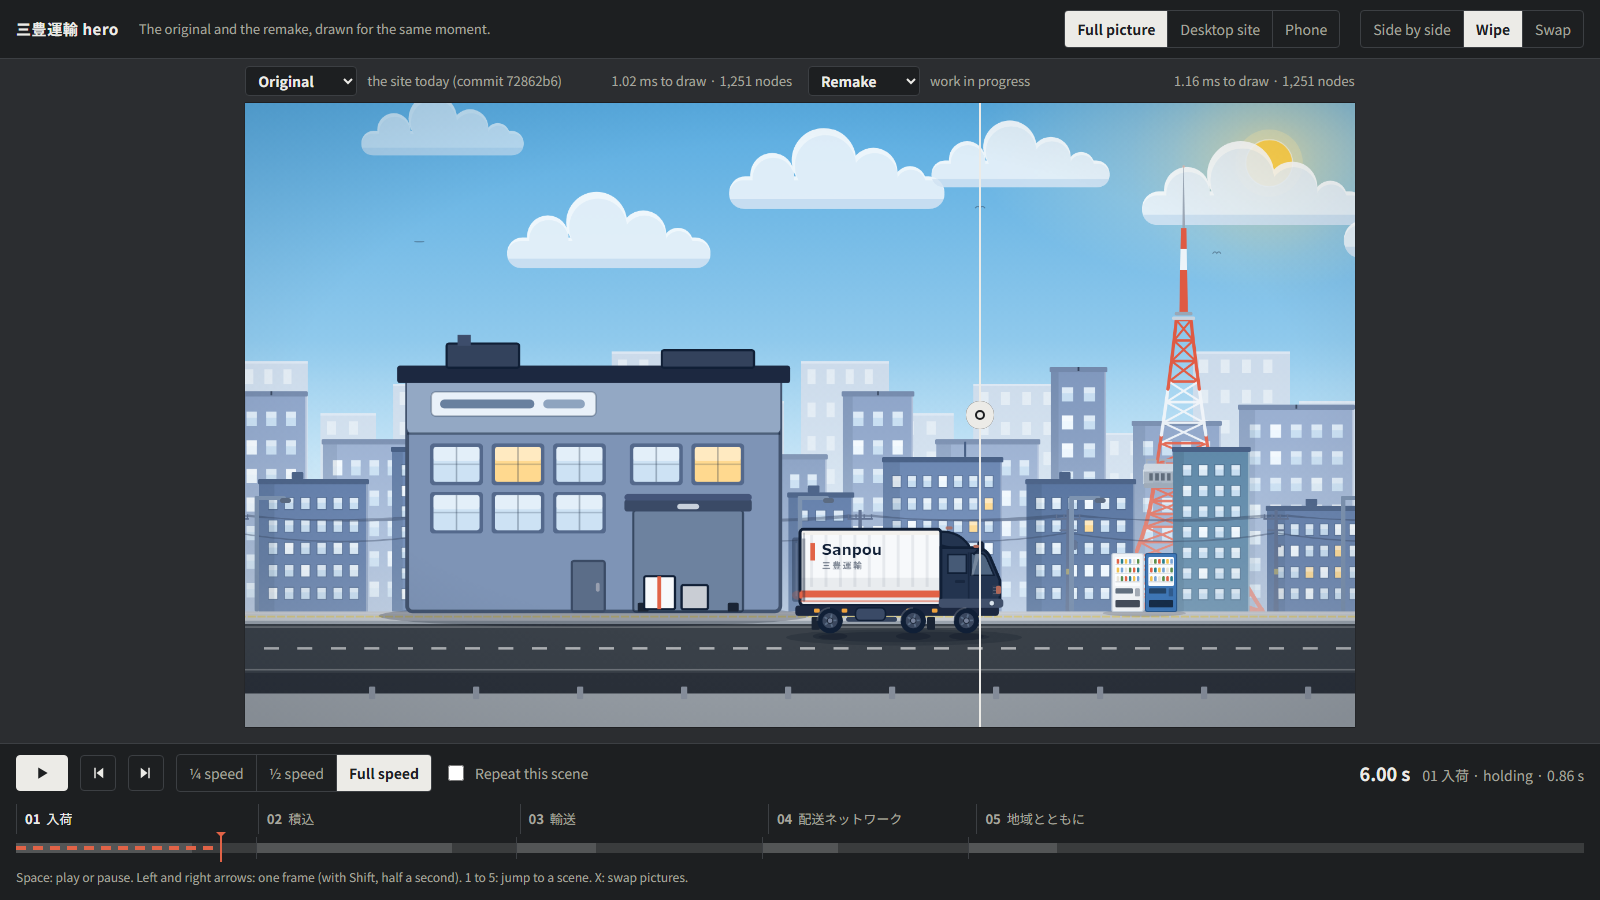 三豊運輸 hero The original and the remake, drawn for the same moment. Full picture Desktop site Phone Side by side Wipe Swap
Original the site today (commit 72862b6) 1.02 ms to draw · 1,251 nodes Remake work in progress 1.16 ms to draw · 1,251 nodes
Sanpou
三豊運輸
¼ speed ½ speed Full speed Repeat this scene 6.00 s 01 入荷 · holding · 0.86 s
01 入荷 02 積込 03 輸送 04 配送ネットワーク 05 地域とともに
Space: play or pause. Left and right arrows: one frame (with Shift, half a second). 1 to 5: jump to a scene. X: swap pictures.